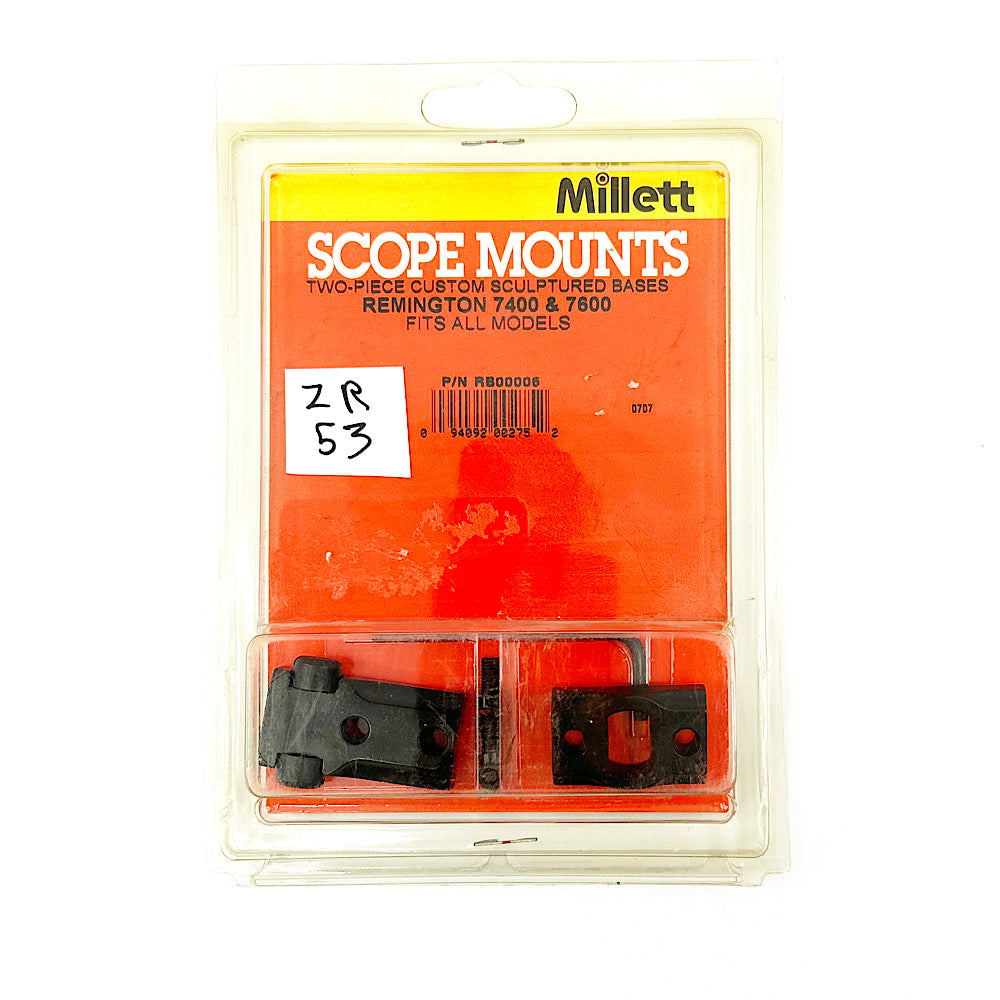 Millett
SCOPE MOUNTS
TWO-PIECE CUSTOM SCULPTURED BASES
REMINGTON 7400 & 7600
FITS ALL MODELS
P/N RB00006
0 94092 00275 2
0707
ZR
53